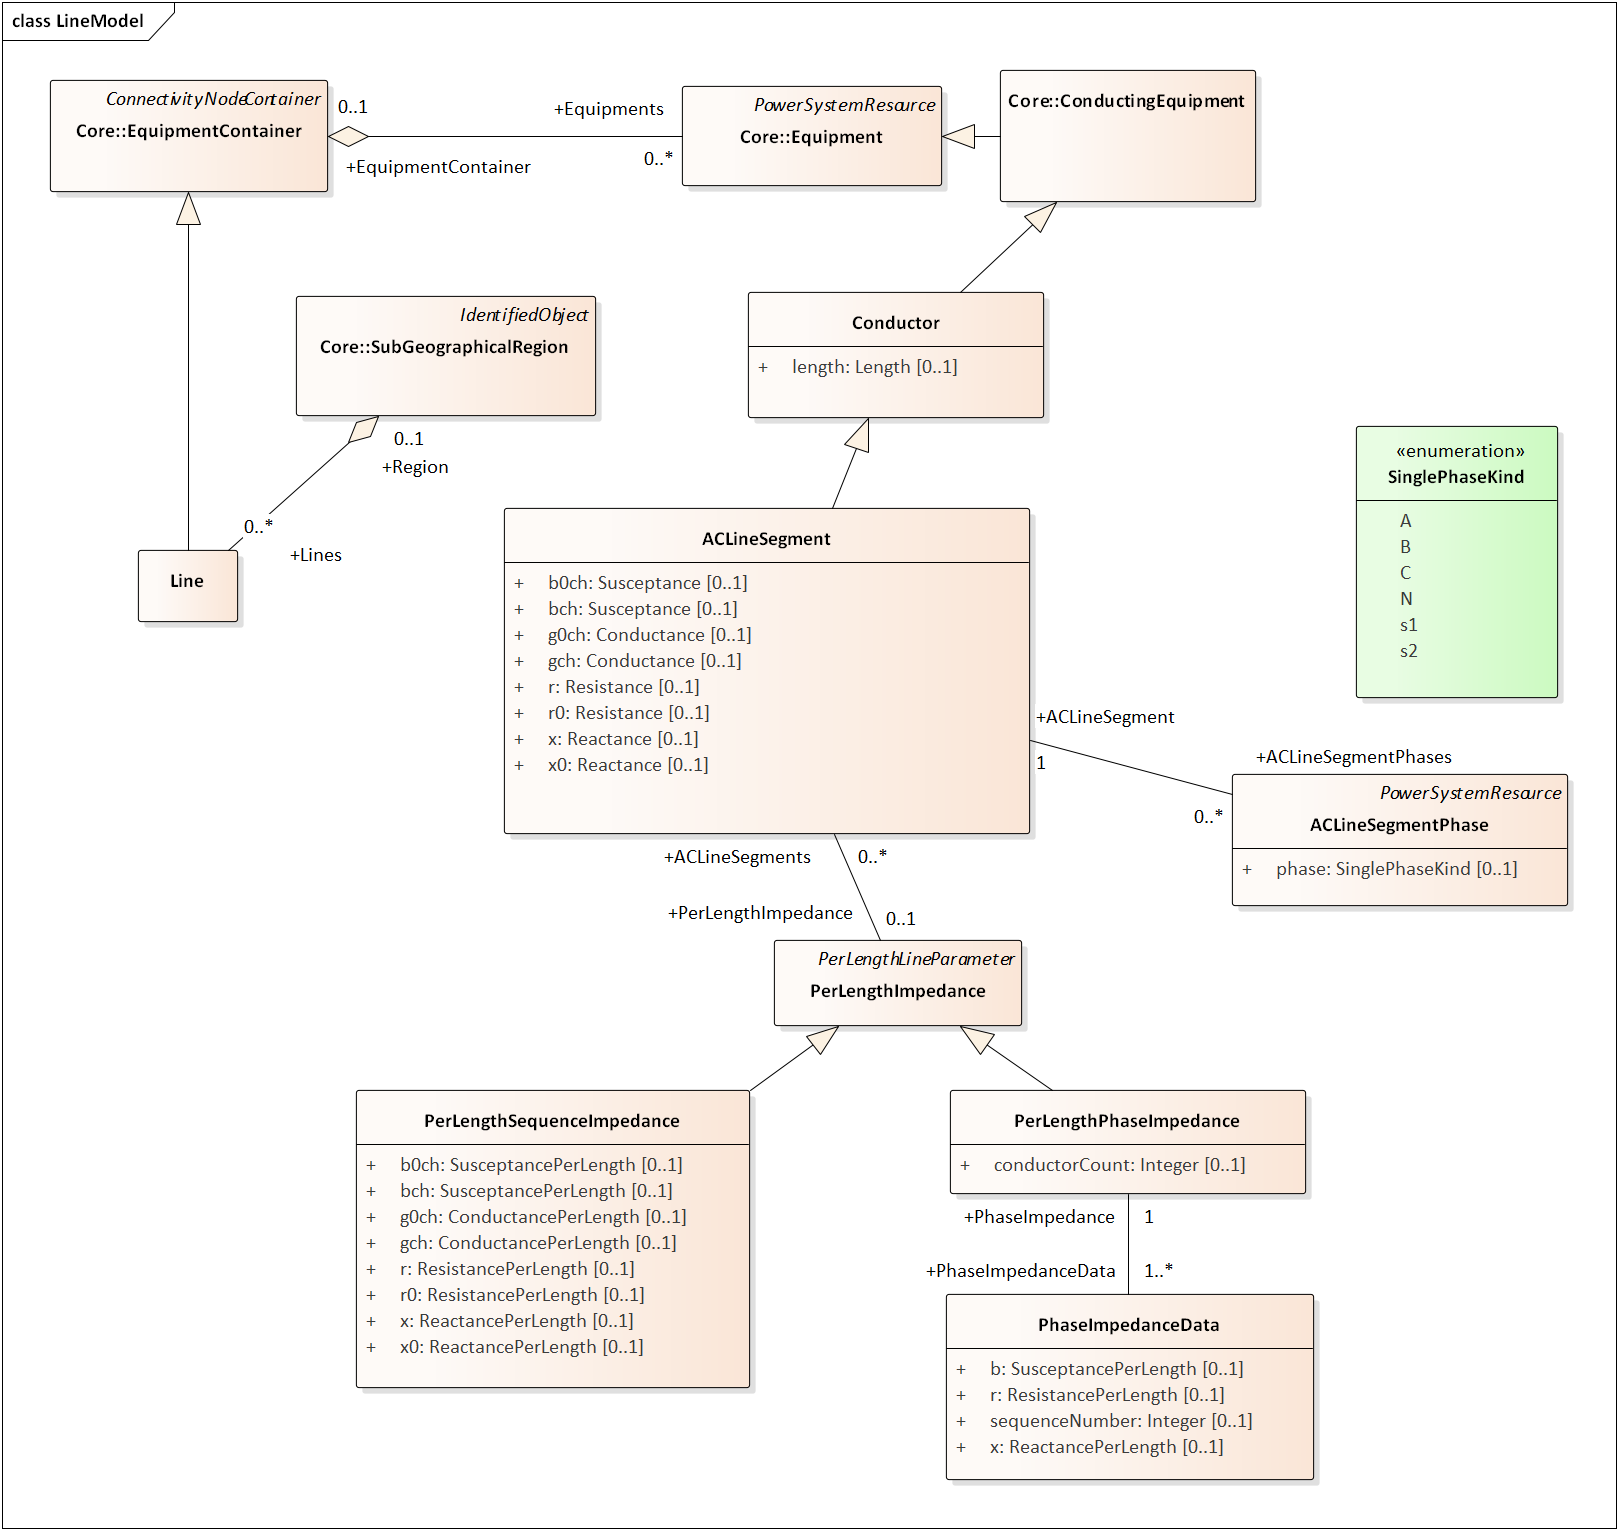 class LineModel
ConnectivityNodeContainer
Core::EquipmentContainer
0..1
+EquipmentContainer
+Equipments
0..*
PowerSystemResource
Core::Equipment
Core::ConductingEquipment
IdentifiedObject
Core::SubGeographicalRegion
0..1
+Region
0..*
+Lines
Line
Conductor
+ length: Length [0..1]
«enumeration»
SinglePhaseKind
A
B
C
N
s1
s2
ACLineSegment
+ b0ch: Susceptance [0..1]
+ bch: Susceptance [0..1]
+ g0ch: Conductance [0..1]
+ gch: Conductance [0..1]
+ r: Resistance [0..1]
+ r0: Resistance [0..1]
+ x: Reactance [0..1]
+ x0: Reactance [0..1]
+ACLineSegment
1
+ACLineSegmentPhases
0..*
PowerSystemResource
ACLineSegmentPhase
+ phase: SinglePhaseKind [0..1]
+ACLineSegments
0..*
+PerLengthImpedance
0..1
PerLengthLineParameter
PerLengthImpedance
PerLengthSequenceImpedance
+ b0ch: SusceptancePerLength [0..1]
+ bch: SusceptancePerLength [0..1]
+ g0ch: ConductancePerLength [0..1]
+ gch: ConductancePerLength [0..1]
+ r: ResistancePerLength [0..1]
+ r0: ResistancePerLength [0..1]
+ x: ReactancePerLength [0..1]
+ x0: ReactancePerLength [0..1]
PerLengthPhaseImpedance
+ conductorCount: Integer [0..1]
+PhaseImpedance
1
+PhaseImpedanceData
1..*
PhaseImpedanceData
+ b: SusceptancePerLength [0..1]
+ r: ResistancePerLength [0..1]
+ sequenceNumber: Integer [0..1]
+ x: ReactancePerLength [0..1]